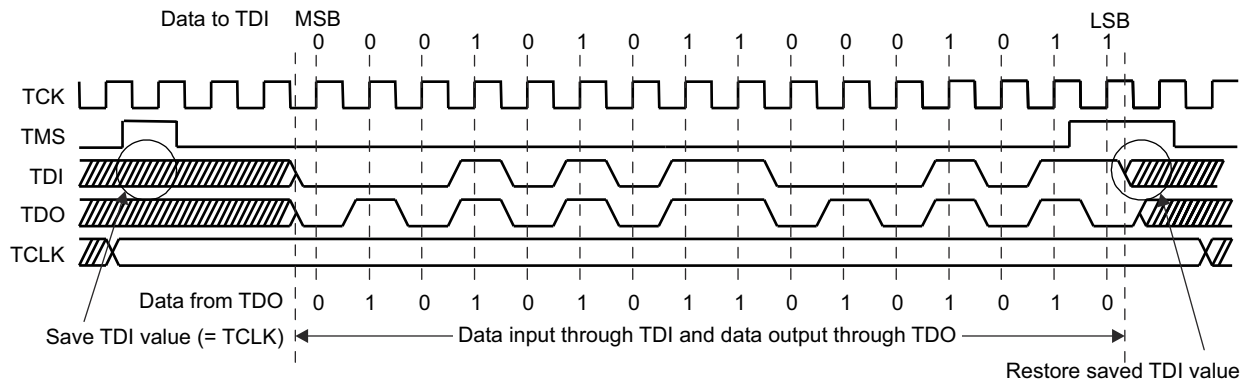 Data to TDI MSB LSB
0 0 0 1 0 1 0 1 1 0 0 0 1 0 1 1
TCK
TMS
TDI
TDO
TCLK
Data from TDO 0 1 0 1 0 1 0 1 1 0 1 0 1 0 1 0
Save TDI value (= TCLK) Data input through TDI and data output through TDO
Restore saved TDI value